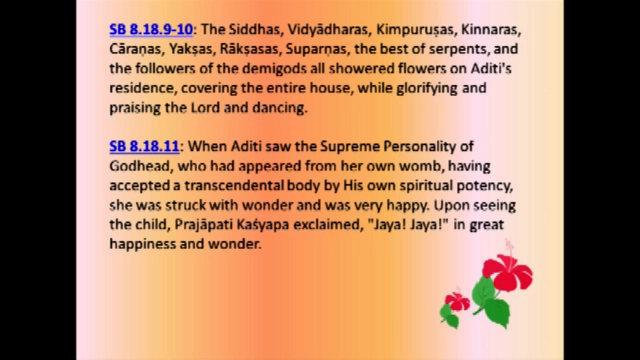 SB 8.18.9-10: The Siddhas, Vidyādharas, Kimpuruṣas, Kinnaras,
Cāraṇas, Yakṣas, Rākṣasas, Suparṇas, the best of serpents, and
the followers of the demigods all showered flowers on Aditi's
residence, covering the entire house, while glorifying and
praising the Lord and dancing.
SB 8.18.11: When Aditi saw the Supreme Personality of
Godhead, who had appeared from her own womb, having
accepted a transcendental body by His own spiritual potency,
she was struck with wonder and was very happy. Upon seeing
the child, Prajāpati Kaśyapa exclaimed, "Jaya! Jaya!" in great
happiness and wonder.